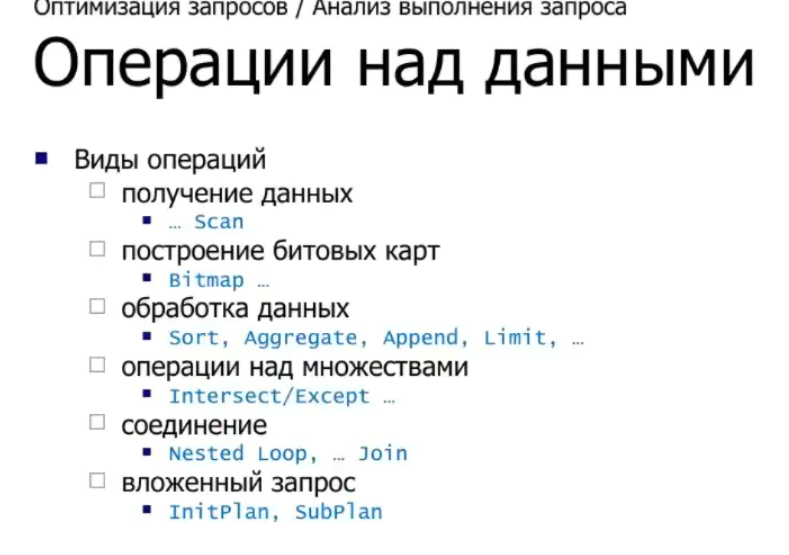 Оптимизация запросов / Анализ выполнения запроса
Операции над данными
Виды операций
получение данных
… Scan
построение битовых карт
Bitmap …
обработка данных
Sort, Aggregate, Append, Limit, …
операции над множествами
Intersect/Except …
соединение
Nested Loop, … Join
вложенный запрос
InitPlan, SubPlan